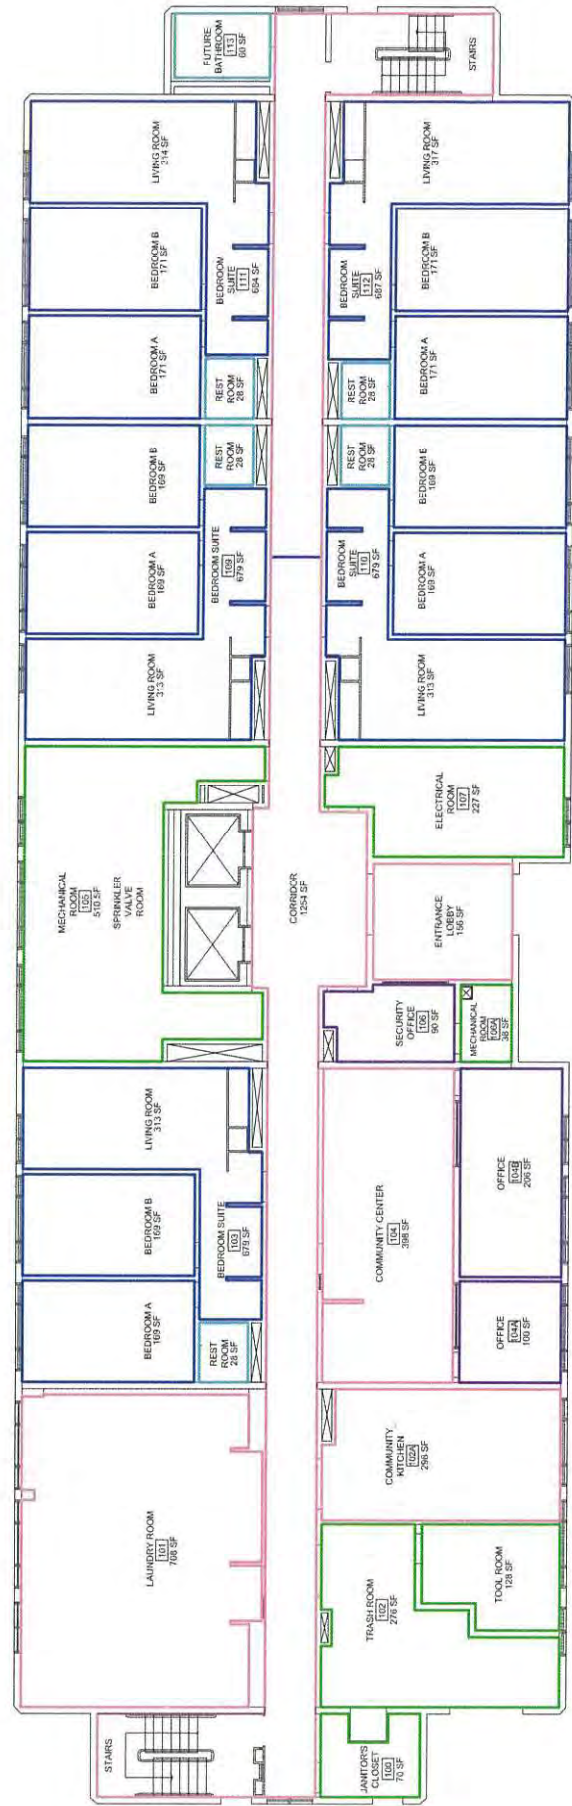 FUTURE
BATHROOM
113
60 SF
STAIRS
LIVING ROOM
314 SF
LIVING ROOM
317 SF
BEDROOM B
171 SF
BEDROOM
SUITE
111
684 SF
BEDROOM
SUITE
112
687 SF
BEDROOM B
171 SF
BEDROOM A
171 SF
REST
ROOM
28 SF
REST
ROOM
28 SF
BEDROOM A
171 SF
BEDROOM B
169 SF
REST
ROOM
28 SF
REST
ROOM
28 SF
BEDROOM B
169 SF
BEDROOM A
169 SF
BEDROOM SUITE
109
679 SF
BEDROOM
SUITE
110
679 SF
BEDROOM A
169 SF
LIVING ROOM
313 SF
LIVING ROOM
313 SF
MECHANICAL
ROOM
105
510 SF
SPRINKLER
VALVE
ROOM
ELECTRICAL
ROOM
107
227 SF
CORRIDOR
1254 SF
ENTRANCE
LOBBY
156 SF
SECURITY
OFFICE
106
90 SF
MECHANICAL
ROOM
106A
38 SF
LIVING ROOM
313 SF
BEDROOM B
169 SF
BEDROOM SUITE
103
679 SF
BEDROOM A
169 SF
REST
ROOM
28 SF
COMMUNITY CENTER
104
398 SF
OFFICE
104B
206 SF
OFFICE
104A
100 SF
LAUNDRY ROOM
101
708 SF
COMMUNITY
KITCHEN
102A
296 SF
TRASH ROOM
102
276 SF
TOOL ROOM
128 SF
STAIRS
JANITOR'S
CLOSET
100
70 SF